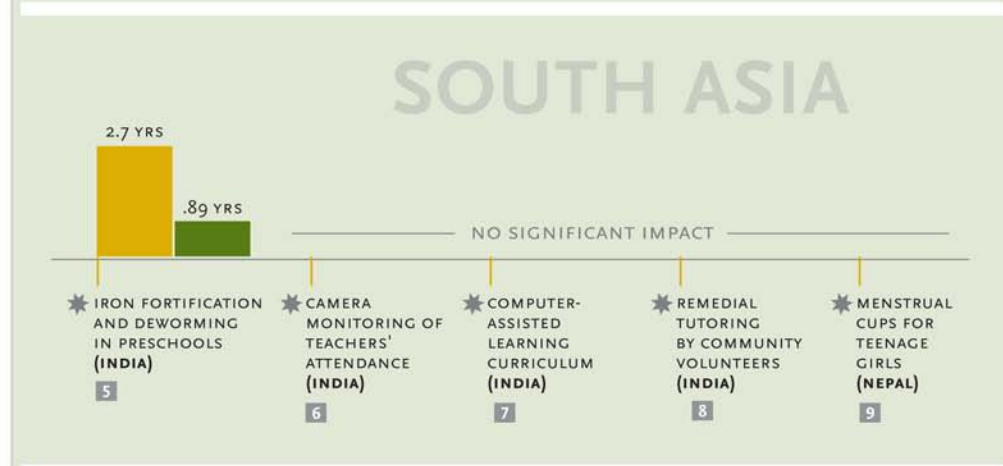 SOUTH ASIA
2.7 YRS
.89 YRS
NO SIGNIFICANT IMPACT
IRON FORTIFICATION
AND DEWORMING
IN PRESCHOOLS
(INDIA)
5
CAMERA
MONITORING OF
TEACHERS'
ATTENDANCE
(INDIA)
6
COMPUTER-
ASSISTED
LEARNING
CURRICULUM
(INDIA)
7
REMEDIAL
TUTORING
BY COMMUNITY
VOLUNTEERS
(INDIA)
8
MENSTRUAL
CUPS FOR
TEENAGE
GIRLS
(NEPAL)
9